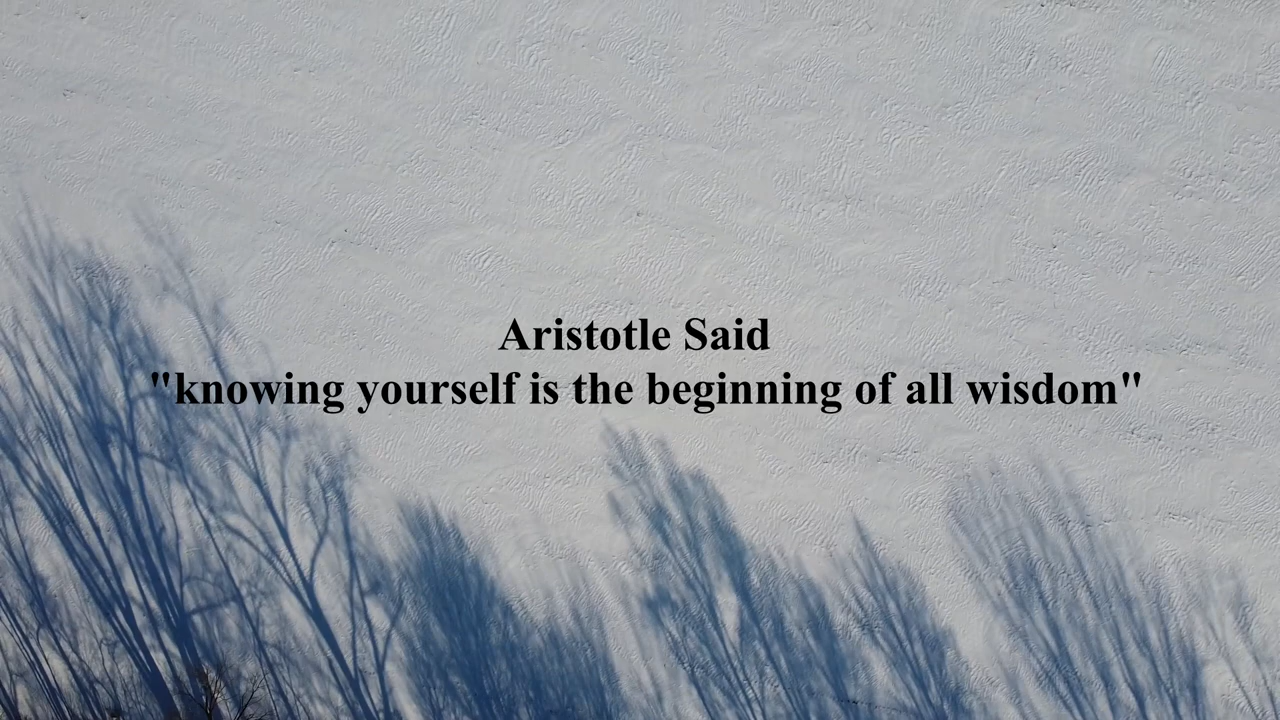 Aristotle Said
"knowing yourself is the beginning of all wisdom"